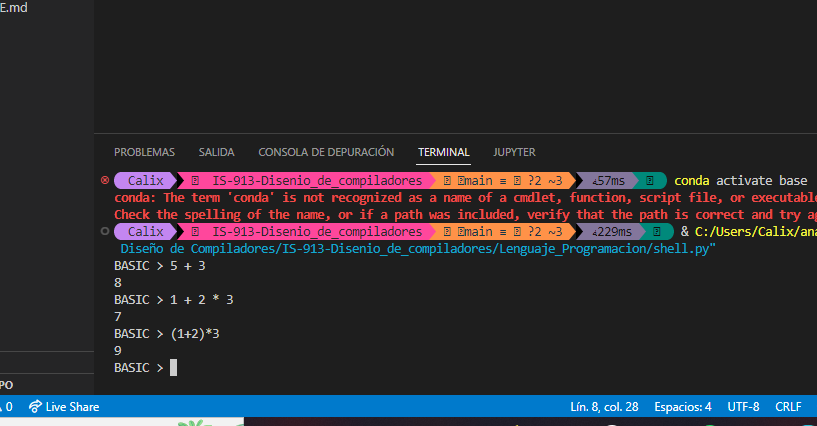 E.md
PROBLEMAS SALIDA CONSOLA DE DEPURACIÓN TERMINAL JUPYTER
Calix IS-913-Disenio_de_compiladores main ≡ ?2 ~3 57ms conda activate base
conda: The term 'conda' is not recognized as a name of a cmdlet, function, script file, or executable
Check the spelling of the name, or if a path was included, verify that the path is correct and try ag
Calix IS-913-Disenio_de_compiladores main ≡ ?2 ~3 229ms & C:/Users/Calix/ana
Diseño de Compiladores/IS-913-Disenio_de_compiladores/Lenguaje_Programacion/shell.py"
BASIC > 5 + 3
8
BASIC > 1 + 2 * 3
7
BASIC > (1+2)*3
9
BASIC >
PO
0 Live Share Lín. 8, col. 28 Espacios: 4 UTF-8 CRLF